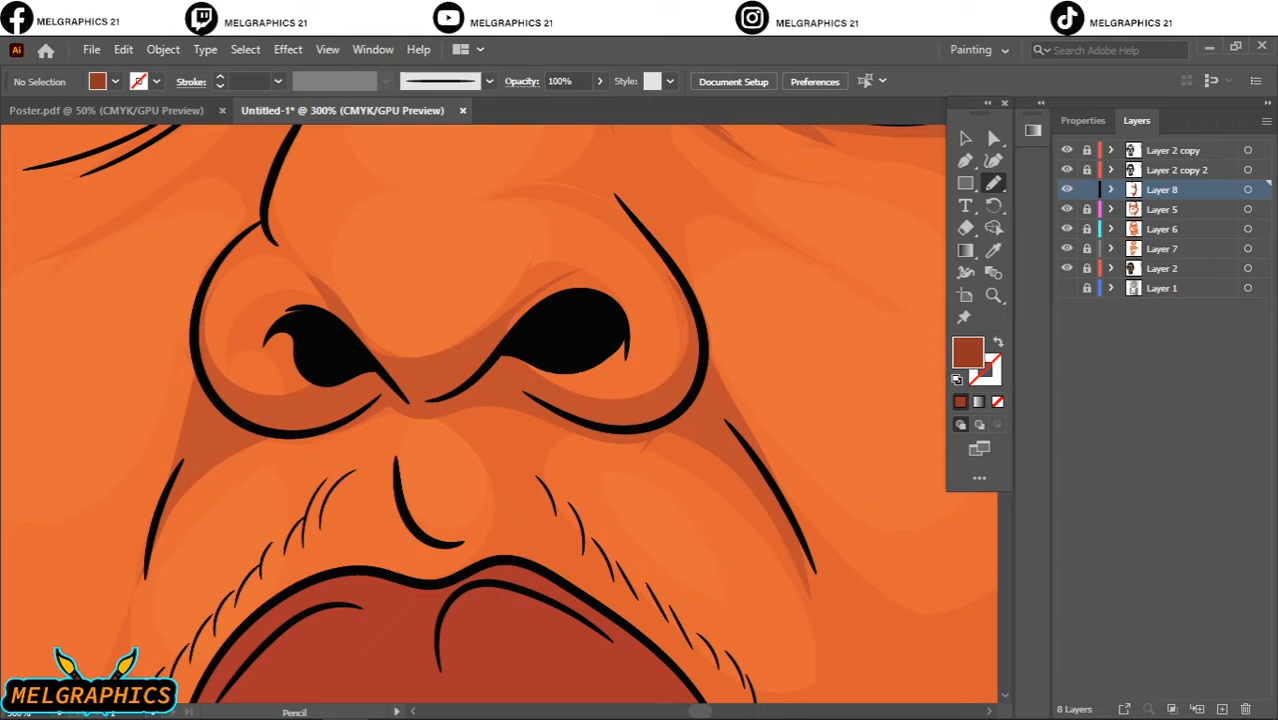 MELGRAPHICS 21 MELGRAPHICS 21 MELGRAPHICS 21 MELGRAPHICS 21 MELGRAPHICS 21
Ai File Edit Object Type Select Effect View Window Help Painting Search Adobe Help
No Selection Stroke: Opacity: 100% Style: Document Setup Preferences
Poster.pdf @ 50% (CMYK/GPU Preview) × Untitled-1* @ 300% (CMYK/GPU Preview) ×
Properties Layers
Layer 2 copy
Layer 2 copy 2
Layer 8
Layer 5
Layer 6
Layer 7
Layer 2
Layer 1
MELGRAPHICS
Pencil
8 Layers